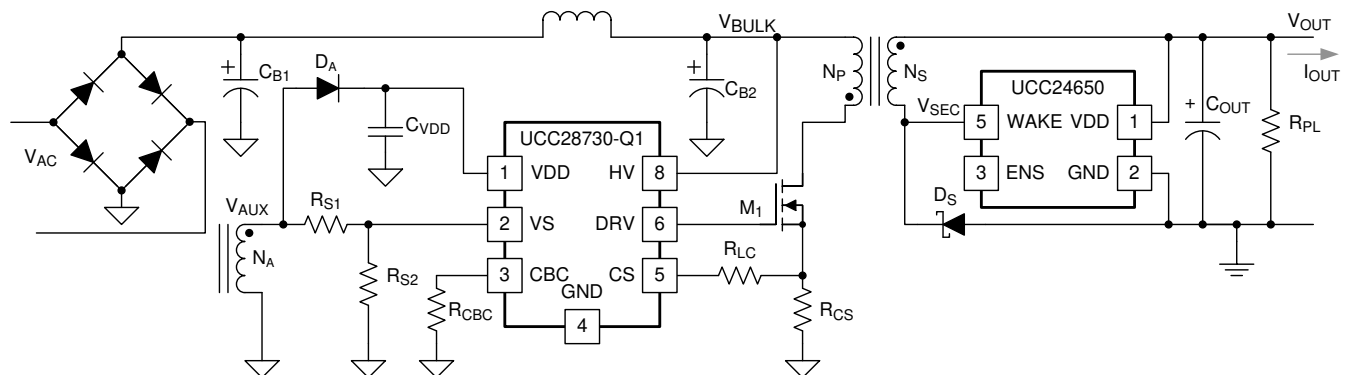 VBULK
VOUT
IOUT
DA
CB1
CB2
NP
NS
CVDD
VAC
UCC28730-Q1
1 VDD
HV 8
2 VS
DRV 6
3 CBC
CS 5
GND
4
VAUX
NA
RS1
RS2
RCBC
M1
RLC
RCS
VSEC
UCC24650
5 WAKE VDD 1
3 ENS GND 2
DS
+
COUT
RPL
+
+